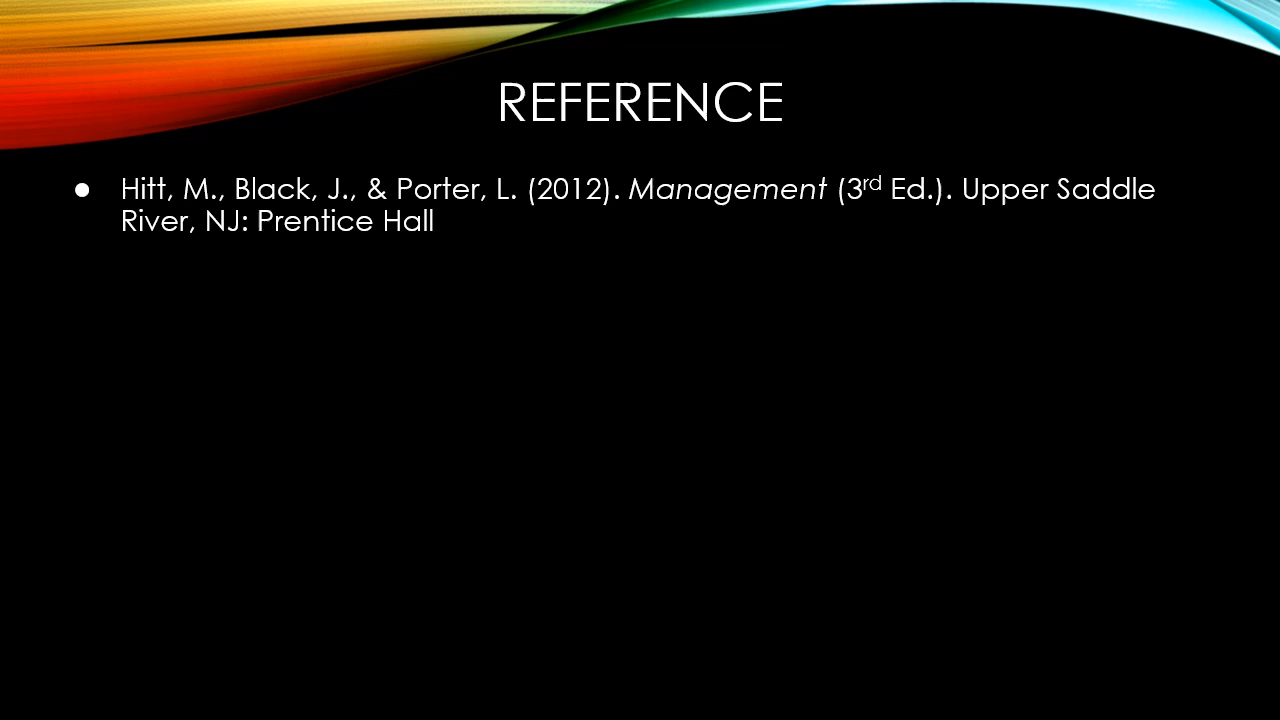 REFERENCE
● Hitt, M., Black, J., & Porter, L. (2012). Management (3rd Ed.). Upper Saddle
River, NJ: Prentice Hall